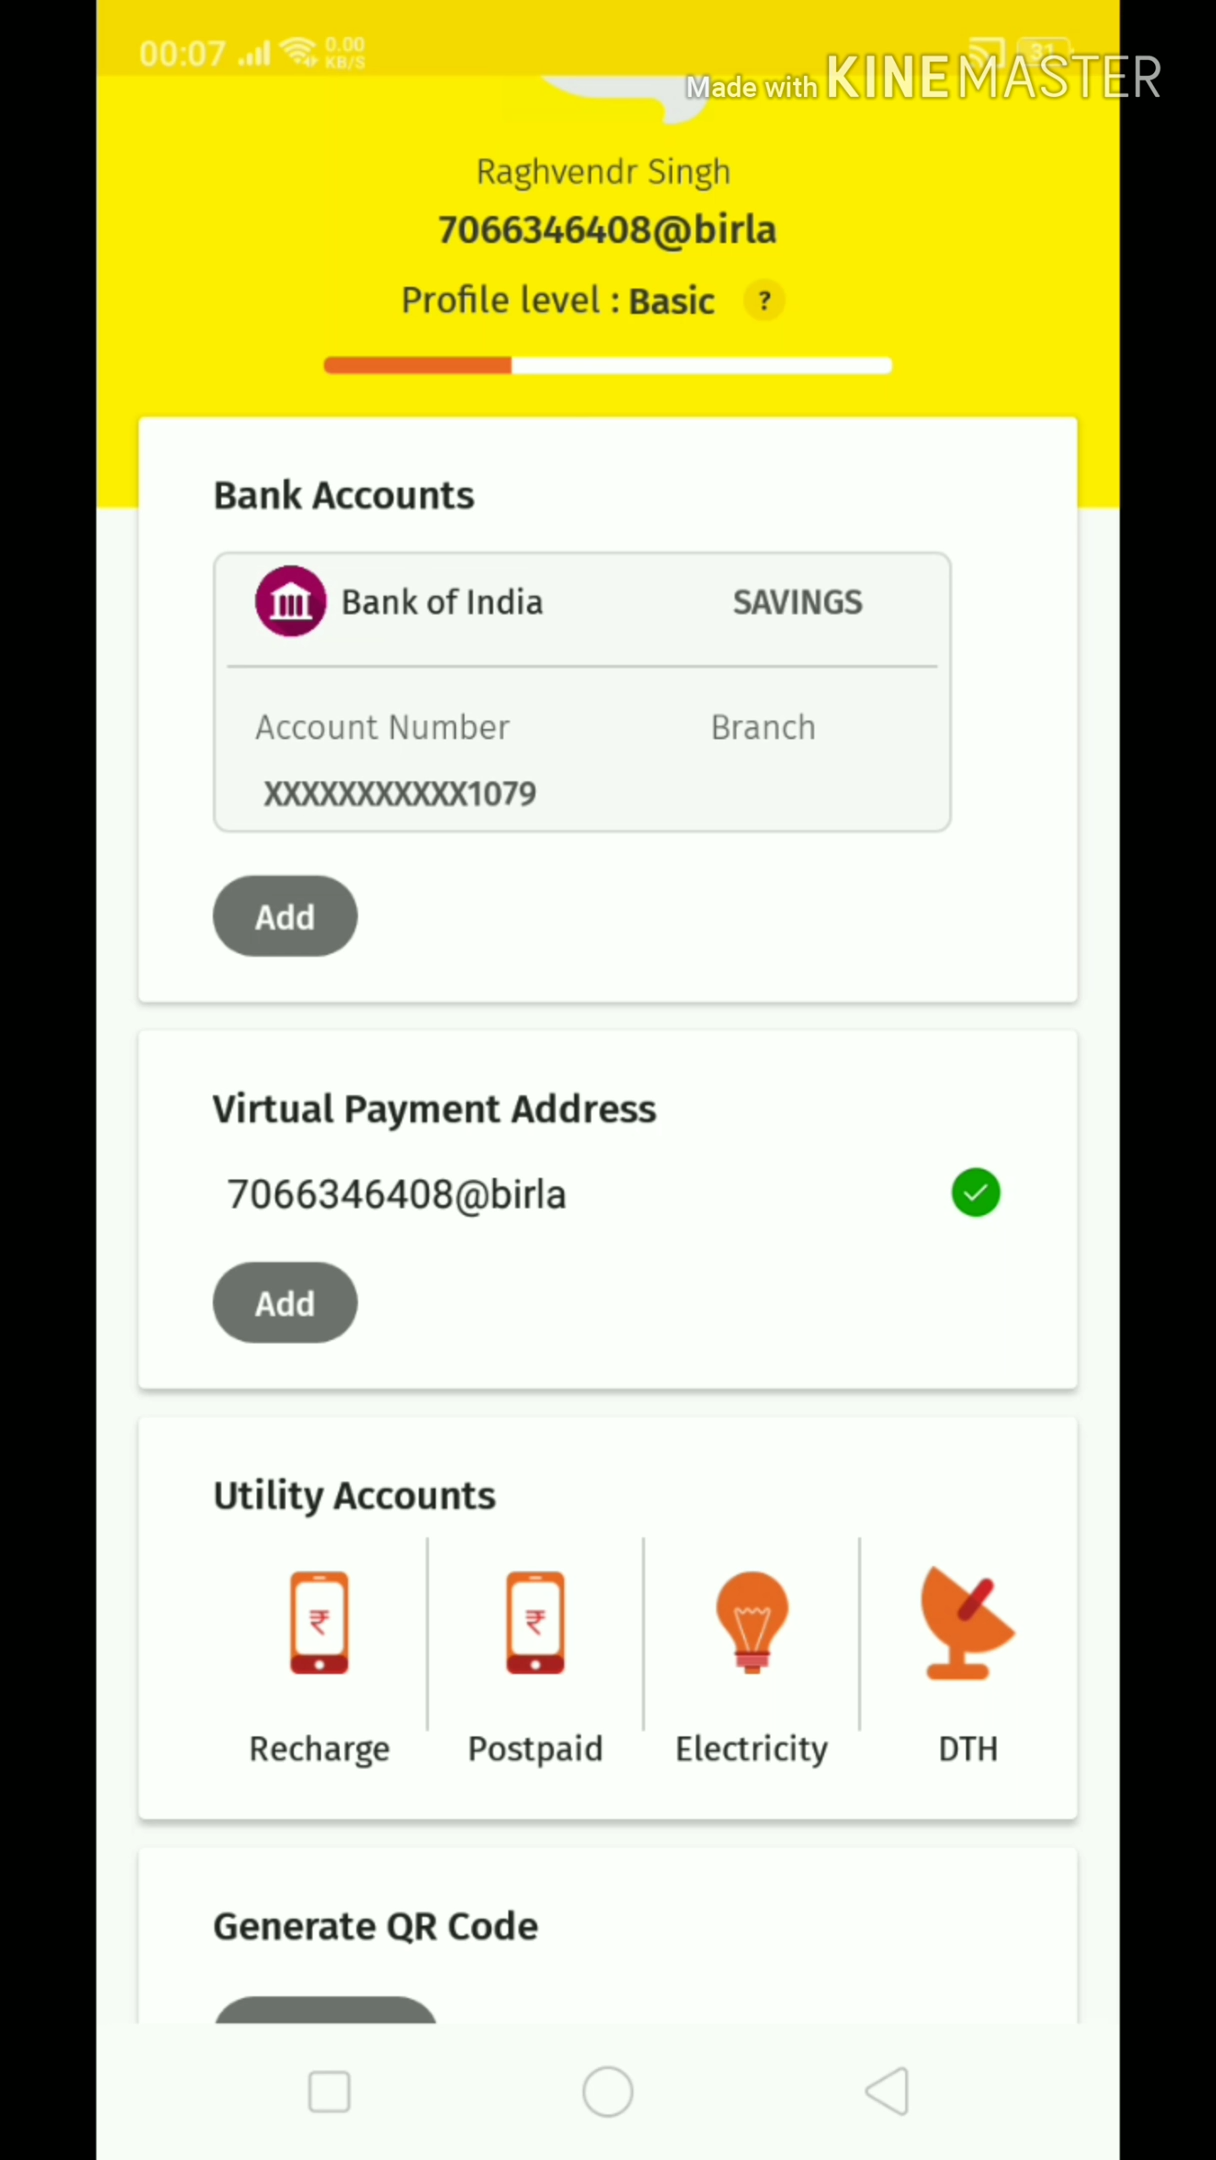 00:07 0.00 KB/S 31
Made with KINEMASTER
Raghvendr Singh
7066346408@birla
Profile level : Basic ?
Bank Accounts
Bank of India SAVINGS
Account Number Branch
XXXXXXXXXXX1079
Add
Virtual Payment Address
7066346408@birla
Add
Utility Accounts
₹ ₹
Recharge Postpaid Electricity DTH
Generate QR Code